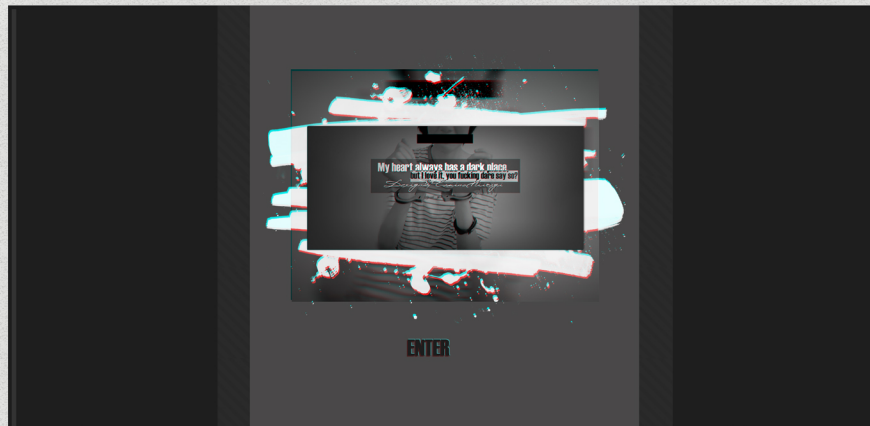 My heart always has a dark place
but I love it, you fucking dare say so?
ENTER